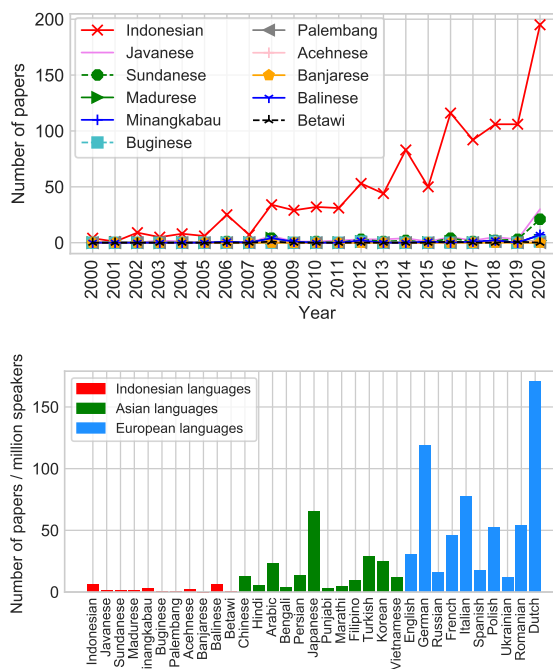 Number of papers
200
150
100
50
0
Indonesian
Javanese
Sundanese
Madurese
Minangkabau
Buginese
Palembang
Acehnese
Banjarese
Balinese
Betawi
2000
2001
2002
2003
2004
2005
2006
2007
2008
2009
2010
2011
2012
2013
2014
2015
2016
2017
2018
2019
2020
Year
Number of papers / million speakers
150
100
50
0
Indonesian languages
Asian languages
European languages
Indonesian
Javanese
Sundanese
Madurese
inangkabau
Buginese
Palembang
Acehnese
Banjarese
Balinese
Betawi
Chinese
Hindi
Arabic
Bengali
Persian
Japanese
Punjabi
Marathi
Filipino
Turkish
Korean
Vietnamese
English
German
Russian
French
Italian
Spanish
Polish
Ukrainian
Romanian
Dutch